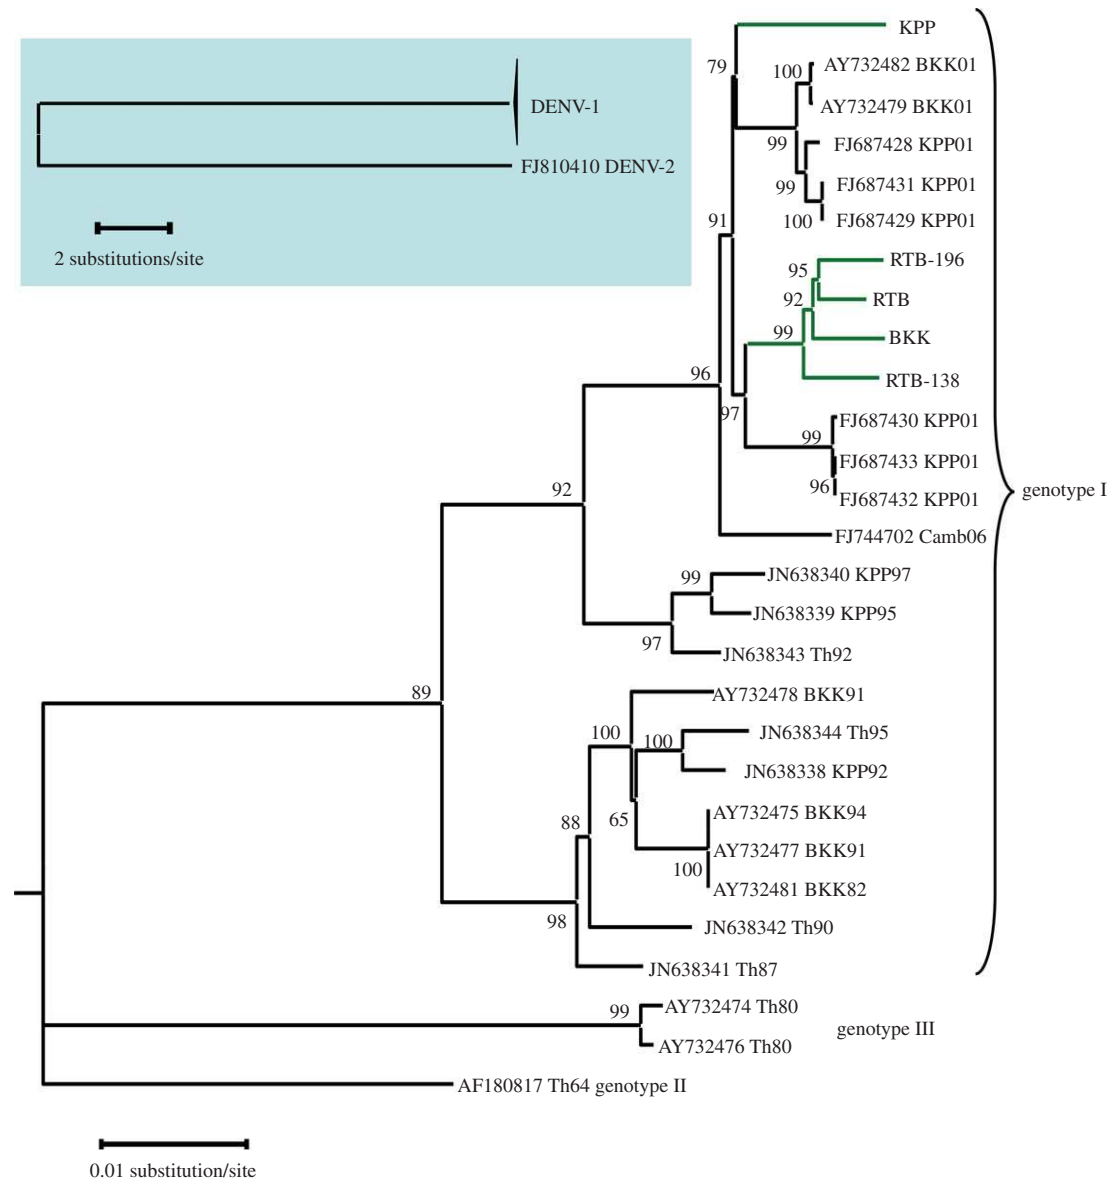 KPP
79
100
AY732482 BKK01
AY732479 BKK01
DENV-1
99
FJ687428 KPP01
FJ810410 DENV-2
99
FJ687431 KPP01
100
FJ687429 KPP01
91
2 substitutions/site
95
RTB-196
92
RTB
99
BKK
96
RTB-138
97
FJ687430 KPP01
99
FJ687433 KPP01
96
FJ687432 KPP01
genotype I
92
FJ744702 Camb06
99
JN638340 KPP97
JN638339 KPP95
97
JN638343 Th92
89
AY732478 BKK91
100
100
JN638344 Th95
JN638338 KPP92
88
65
AY732475 BKK94
AY732477 BKK91
100
AY732481 BKK82
98
JN638342 Th90
JN638341 Th87
99
AY732474 Th80
genotype III
AY732476 Th80
AF180817 Th64 genotype II
0.01 substitution/site